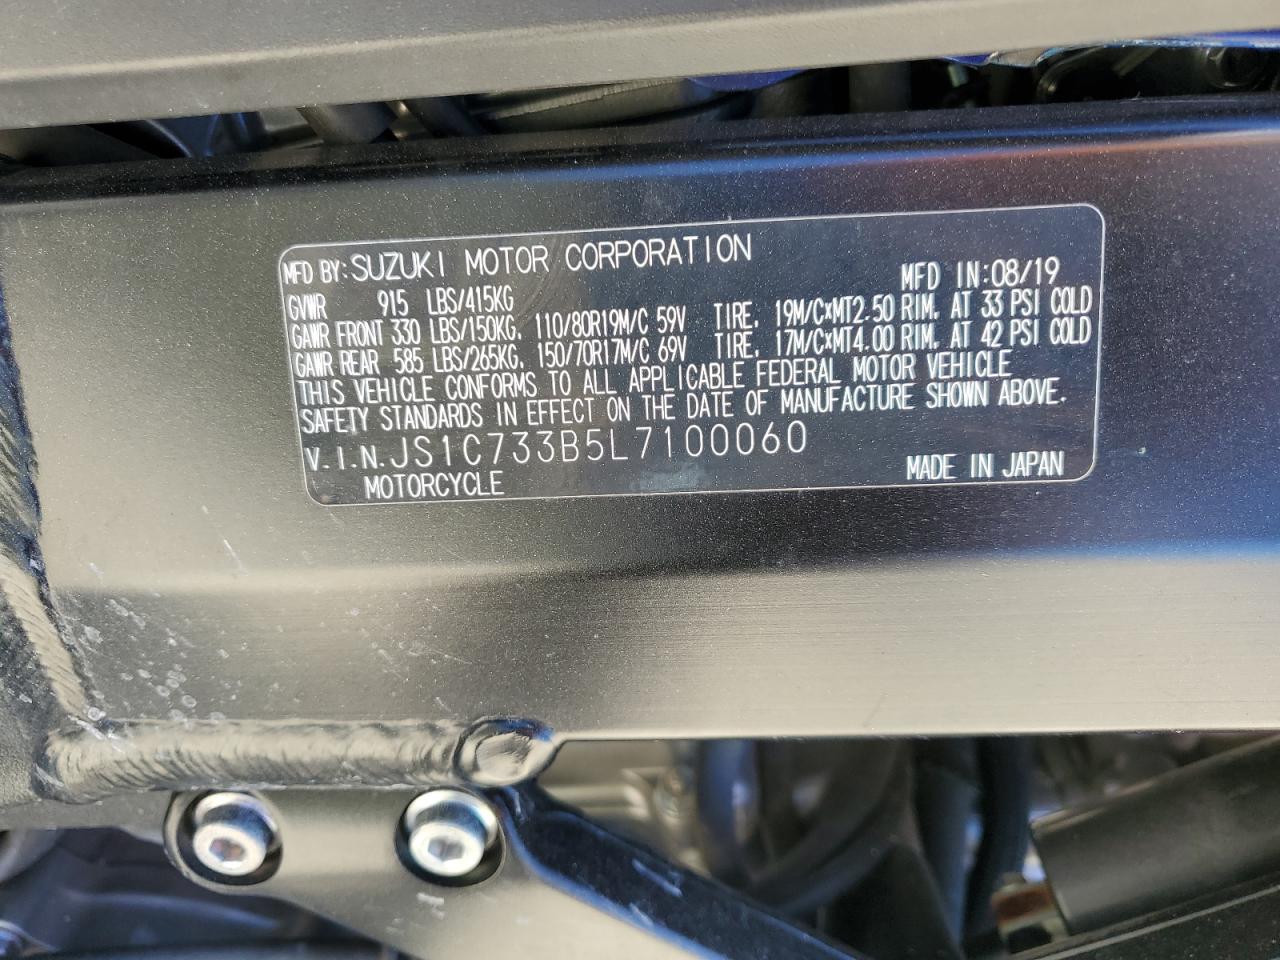 MFD BY:SUZUKI MOTOR CORPORATION
MFD IN:08/19
GVWR 915 LBS/415KG
GAWR FRONT 330 LBS/150KG, 110/80R19M/C 59V TIRE, 19M/C×MT2.50 RIM, AT 33 PSI COLD
GAWR REAR 585 LBS/265KG, 150/70R17M/C 69V TIRE, 17M/C×MT4.00 RIM, AT 42 PSI COLD
THIS VEHICLE CONFORMS TO ALL APPLICABLE FEDERAL MOTOR VEHICLE
SAFETY STANDARDS IN EFFECT ON THE DATE OF MANUFACTURE SHOWN ABOVE.
V.I.N.JS1C733B5L7100060
MOTORCYCLE MADE IN JAPAN